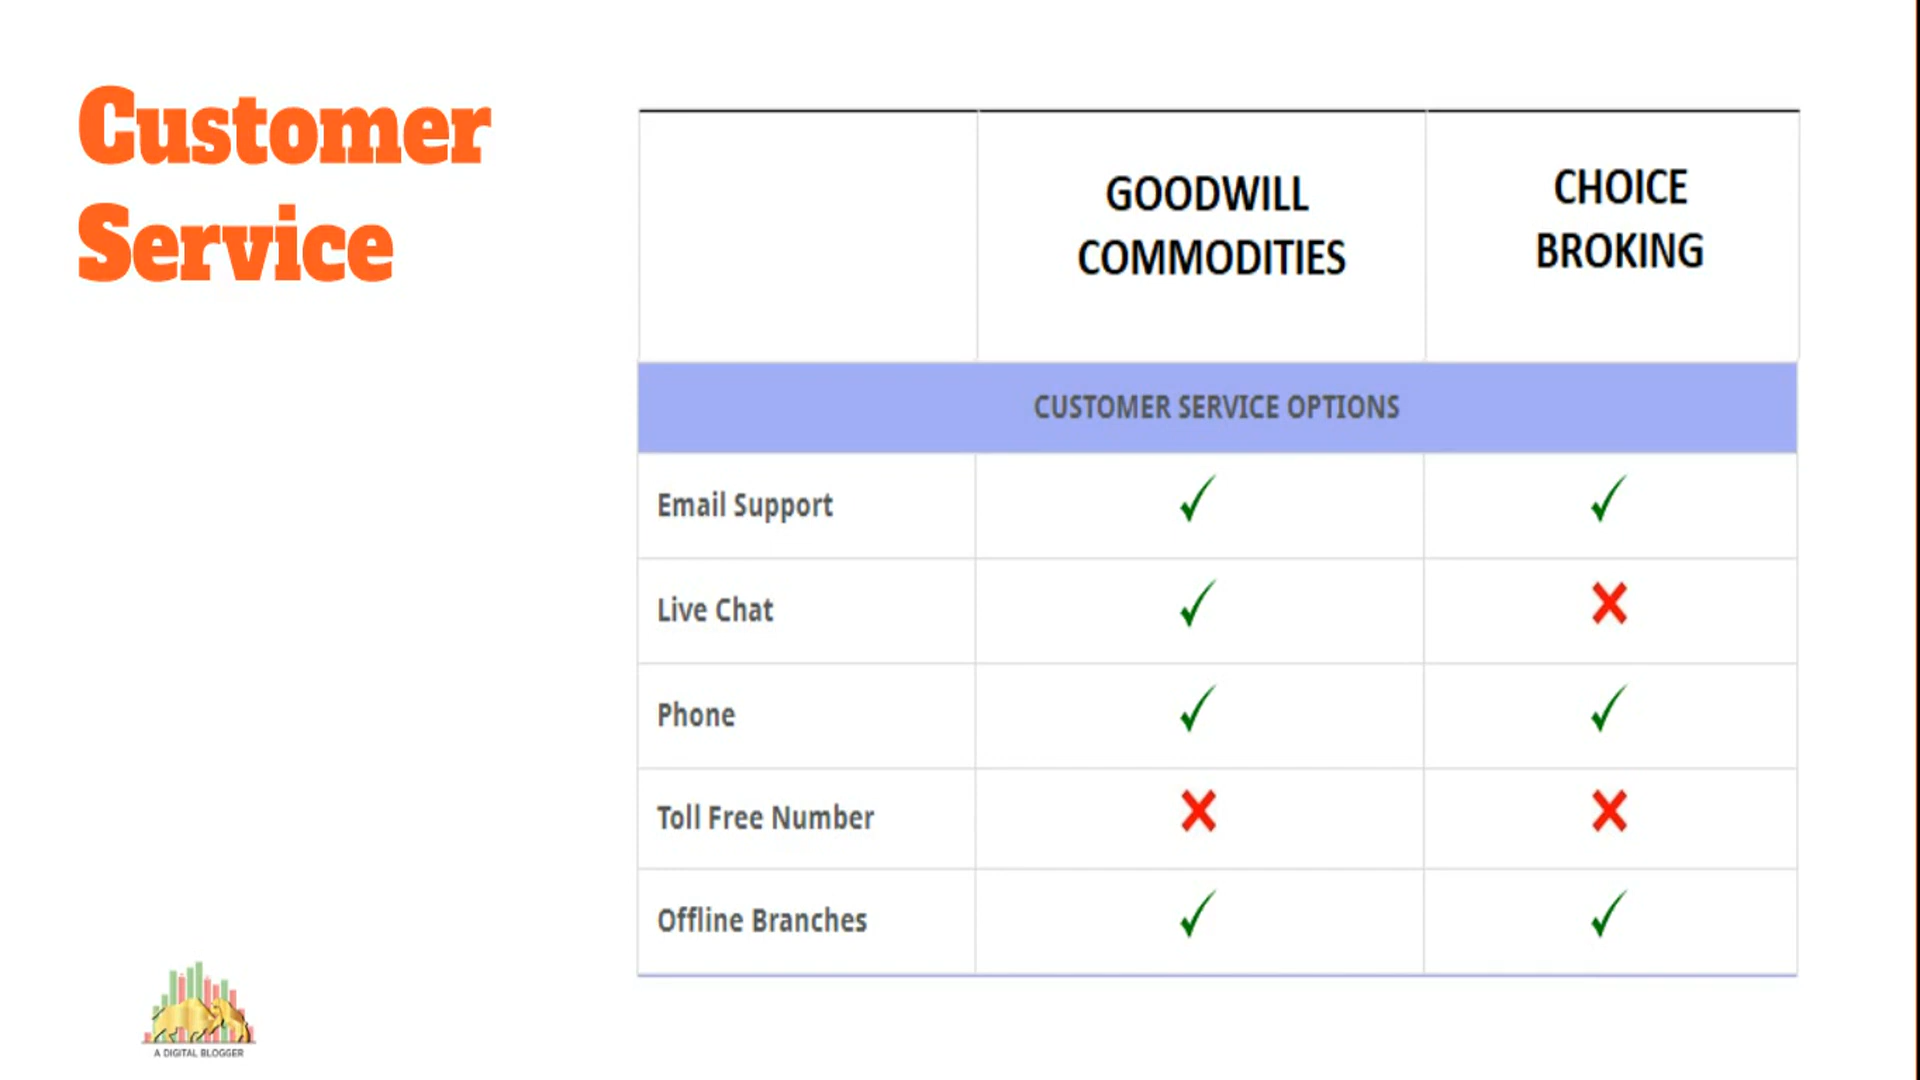 Customer
Service
GOODWILL
COMMODITIES
CHOICE
BROKING
CUSTOMER SERVICE OPTIONS
Email Support
Live Chat
Phone
Toll Free Number
Offline Branches
A DIGITAL BLOGGER